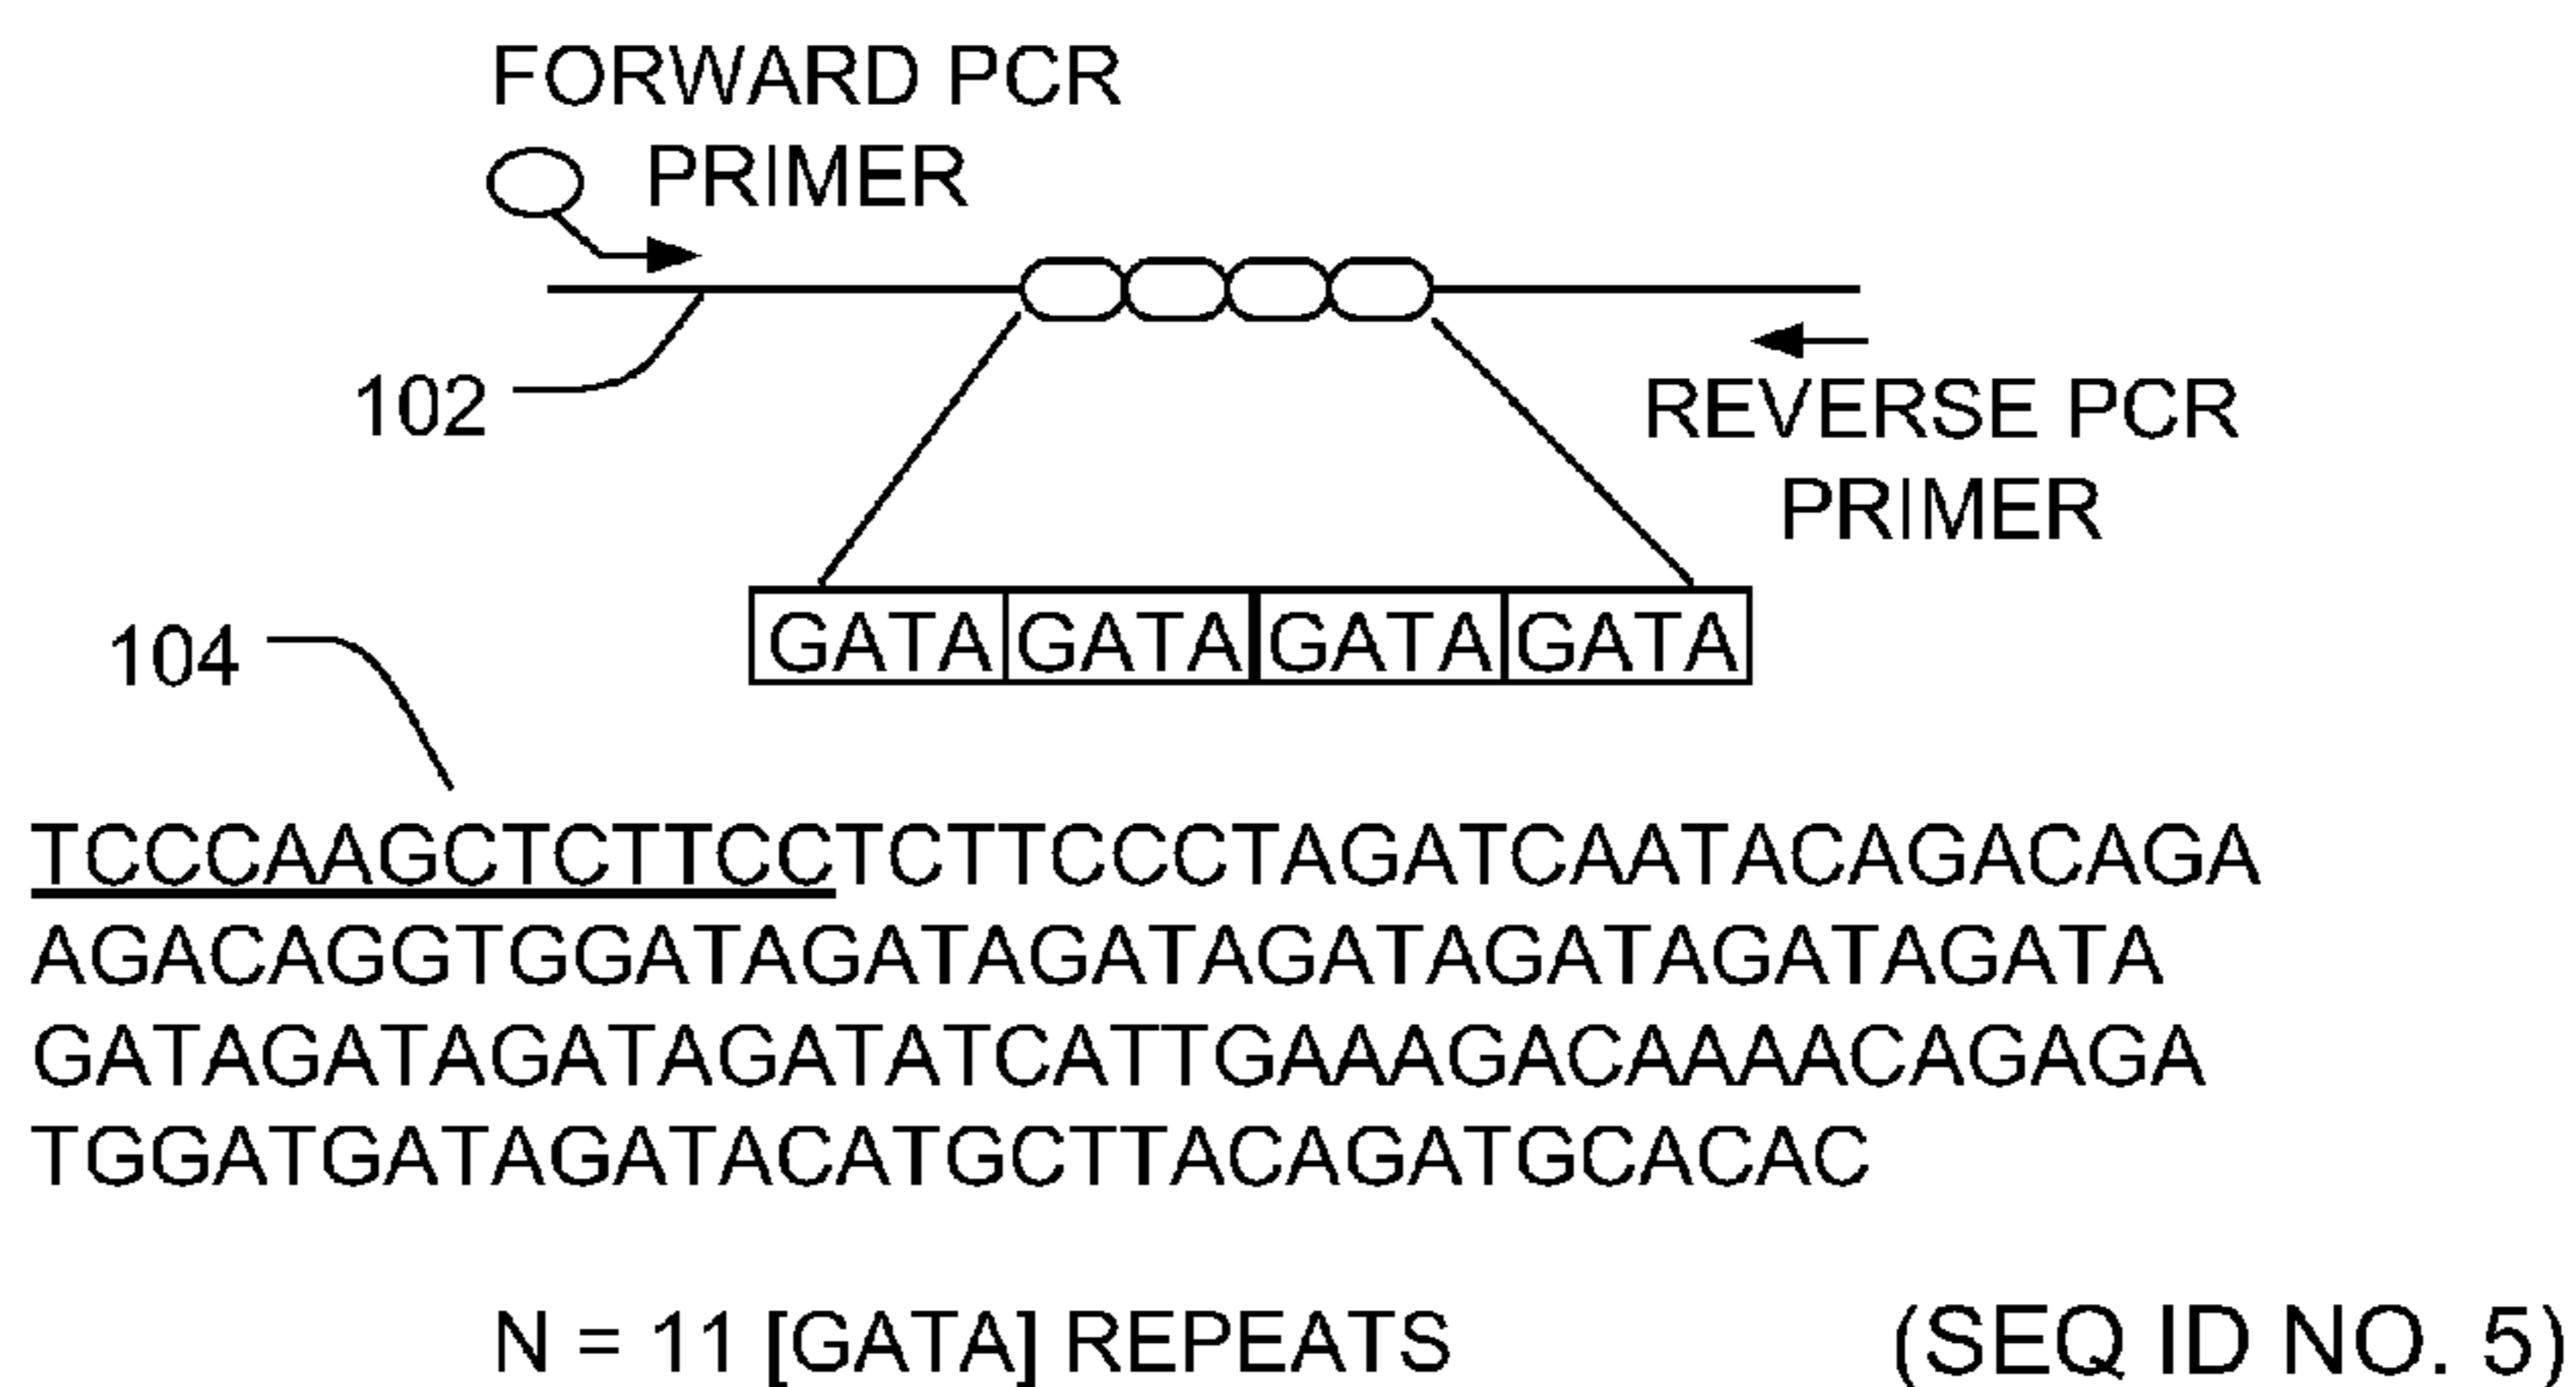 FORWARD PCR
PRIMER
102
REVERSE PCR
PRIMER
GATA GATA GATA GATA
104
TCCCAAGCTCTTCCTCTTCCCTAGATCAATACAGACAGA
AGACAGGTGGATAGATAGATAGATAGATAGATAGATA
GATAGATAGATAGATATCATTGAAAGACAAAACAGAGA
TGGATGATAGATACATGCTTACAGATGCACAC
N = 11 [GATA] REPEATS
(SEQ ID NO. 5)